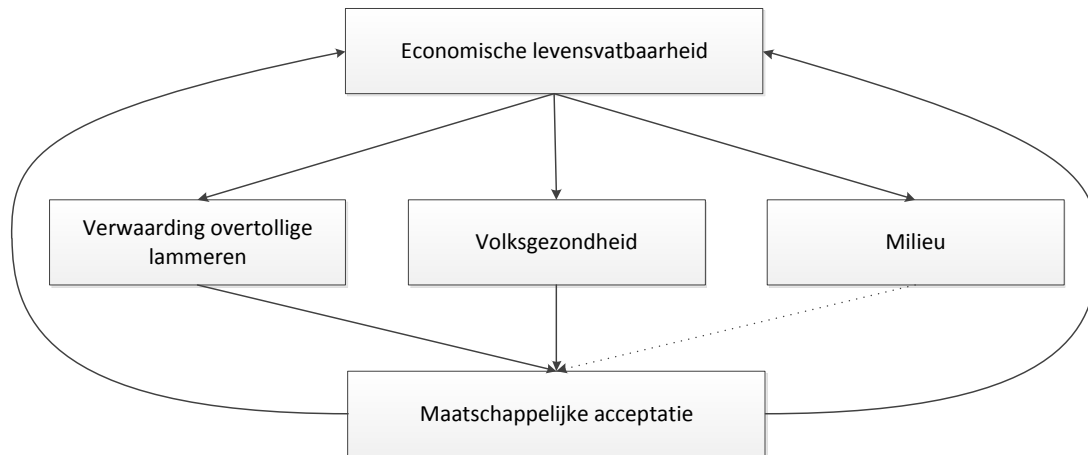 Economische levensvatbaarheid
Verwaarding overtollige
lammeren
Volksgezondheid
Milieu
Maatschappelijke acceptatie